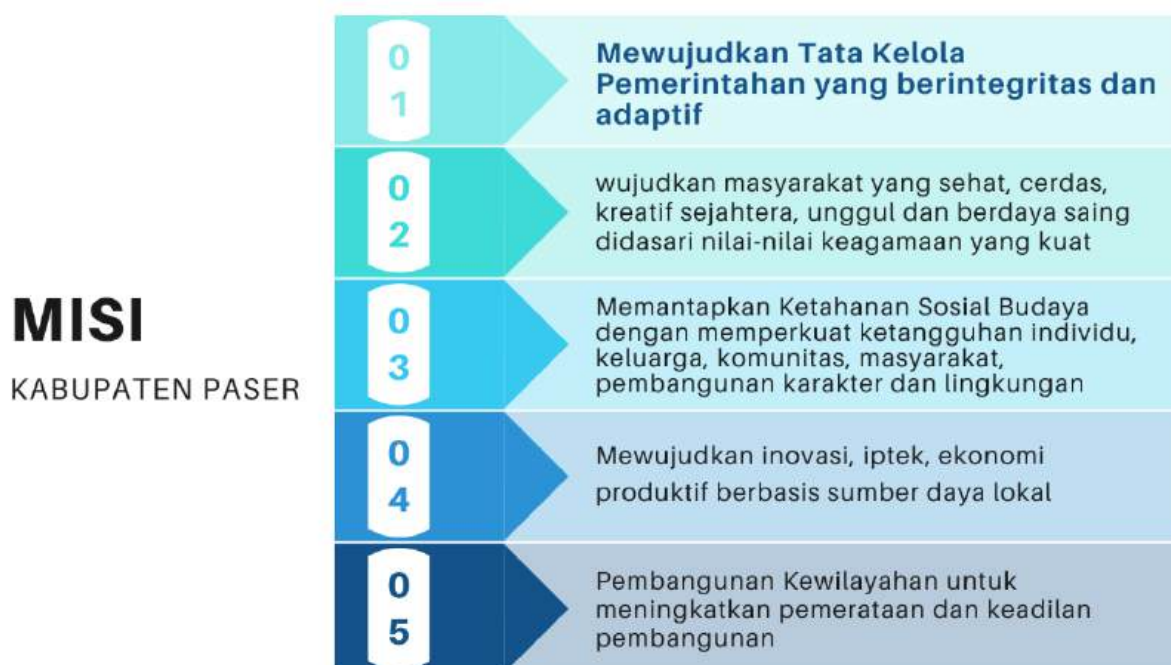 MISI
KABUPATEN PASER
0
1
Mewujudkan Tata Kelola
Pemerintahan yang berintegritas dan
adaptif
0
2
wujudkan masyarakat yang sehat, cerdas,
kreatif sejahtera, unggul dan berdaya saing
didasari nilai-nilai keagamaan yang kuat
0
3
Memantapkan Ketahanan Sosial Budaya
dengan memperkuat ketangguhan individu,
keluarga, komunitas, masyarakat,
pembangunan karakter dan lingkungan
0
4
Mewujudkan inovasi, iptek, ekonomi
produktif berbasis sumber daya lokal
0
5
Pembangunan Kewilayahan untuk
meningkatkan pemerataan dan keadilan
pembangunan